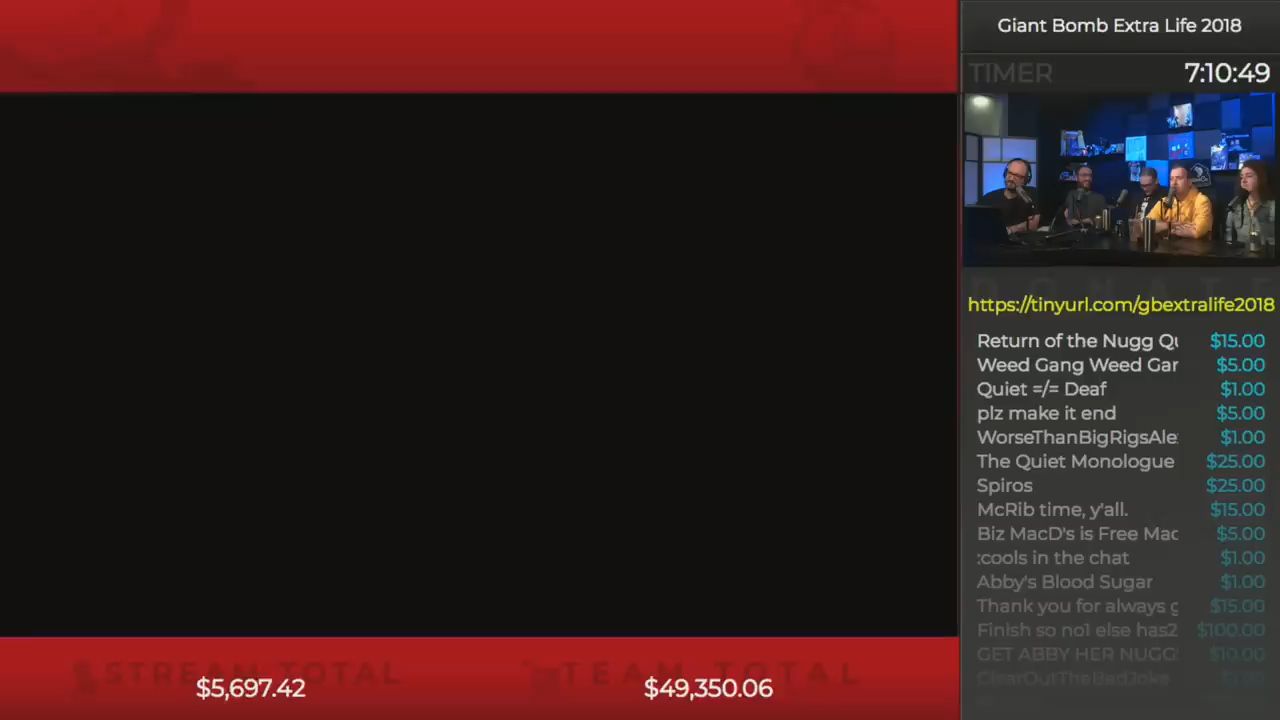 Giant Bomb Extra Life 2018
TIMER 7:10:49
DONATE
https://tinyurl.com/gbextralife2018
Return of the Nugg Qu $15.00
Weed Gang Weed Gar $5.00
Quiet =/= Deaf $1.00
plz make it end $5.00
WorseThanBigRigsAle $1.00
The Quiet Monologue $25.00
Spiros $25.00
McRib time, y'all. $15.00
Biz MacD's is Free Mac $5.00
:cools in the chat $1.00
Abby's Blood Sugar $1.00
Thank you for always g $15.00
Finish so no1 else has2 $100.00
GET ABBY HER NUGG $10.00
ClearOutTheBadJoke
STREAM TOTAL TEAM TOTAL
$5,697.42 $49,350.06